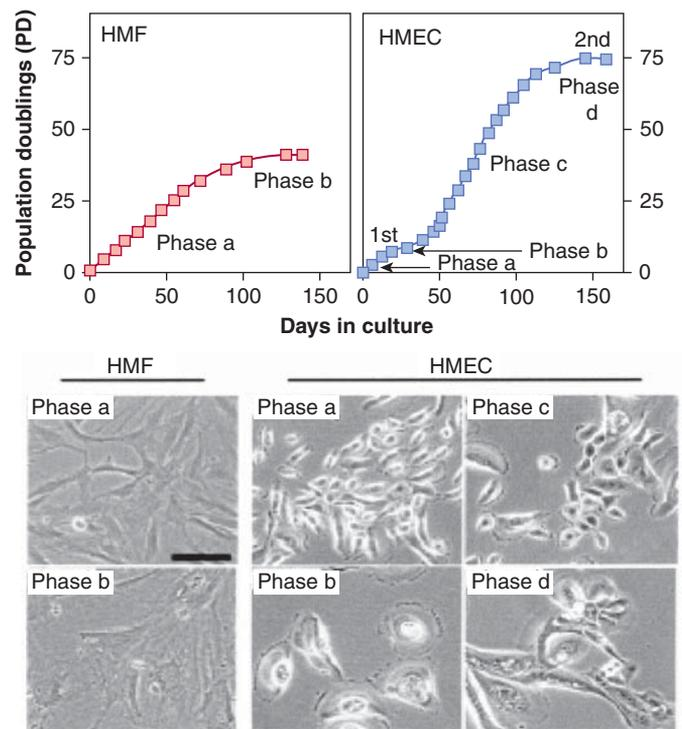 Population doublings (PD)
HMF
75
50
25
0
Phase a
Phase b
0 50 100 150
HMEC
2nd
75
Phase
d
50
Phase c
25
1st
Phase b
Phase a
0
0 50 100 150
Days in culture
HMF
HMEC
Phase a
Phase a
Phase c
Phase b
Phase b
Phase d